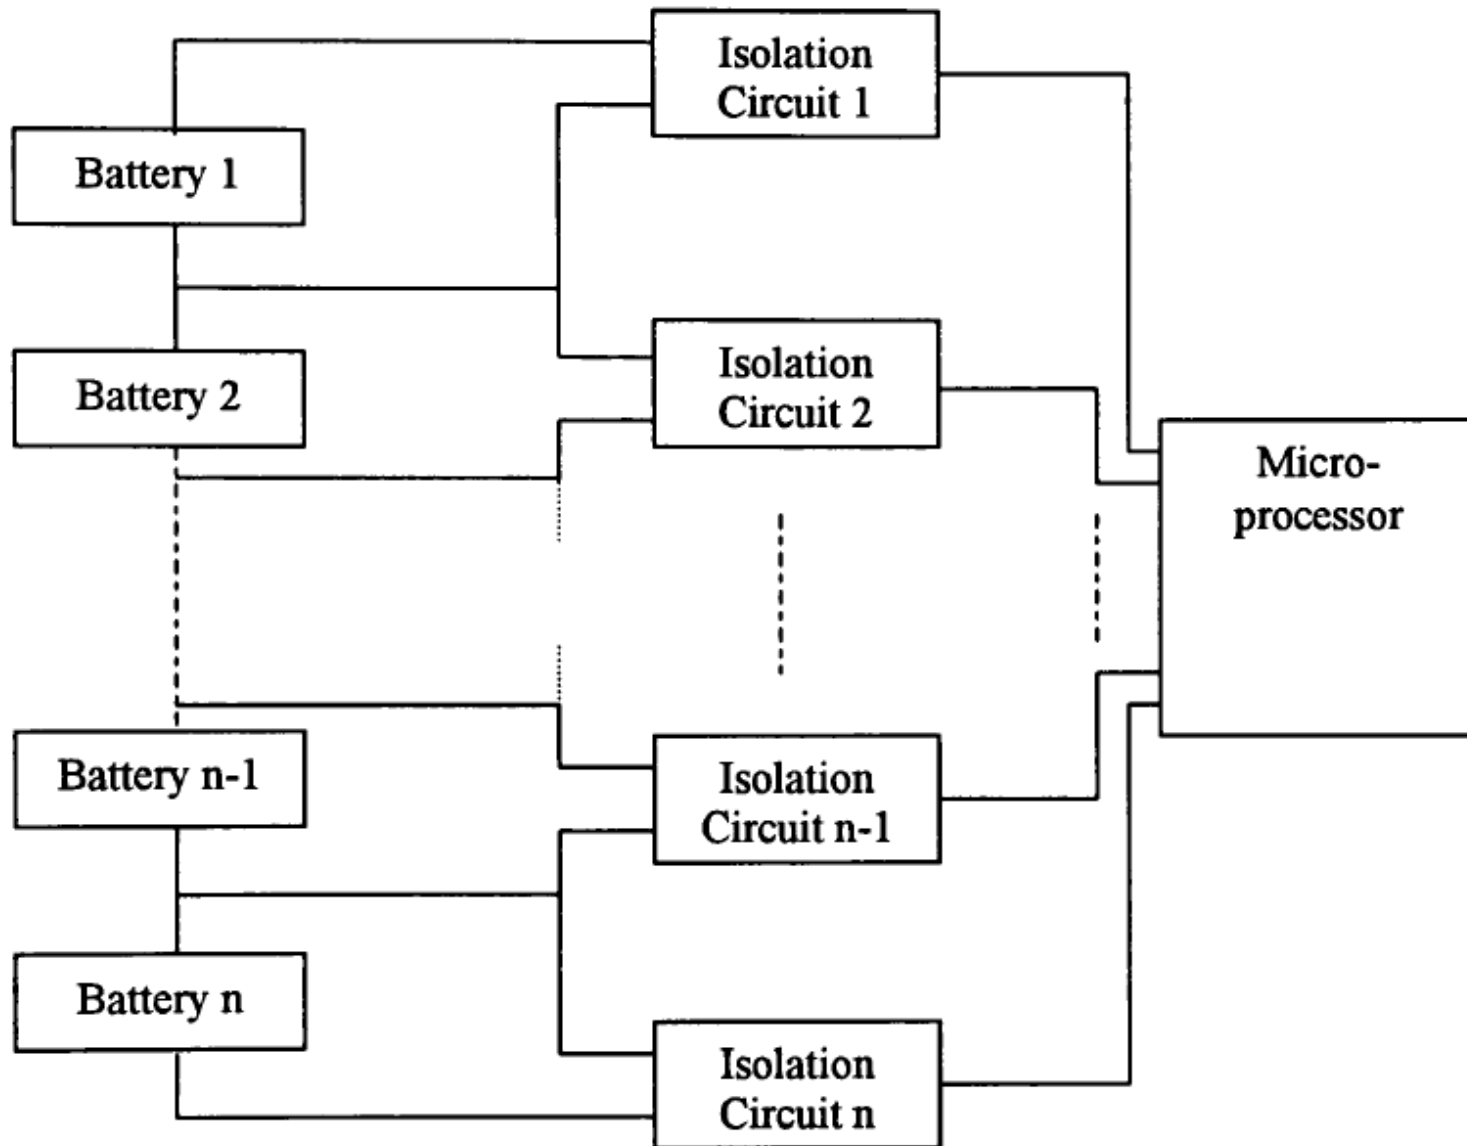 Isolation
Circuit 1
Battery 1
Isolation
Circuit 2
Battery 2
Micro-
processor
Battery n-1
Isolation
Circuit n-1
Battery n
Isolation
Circuit n